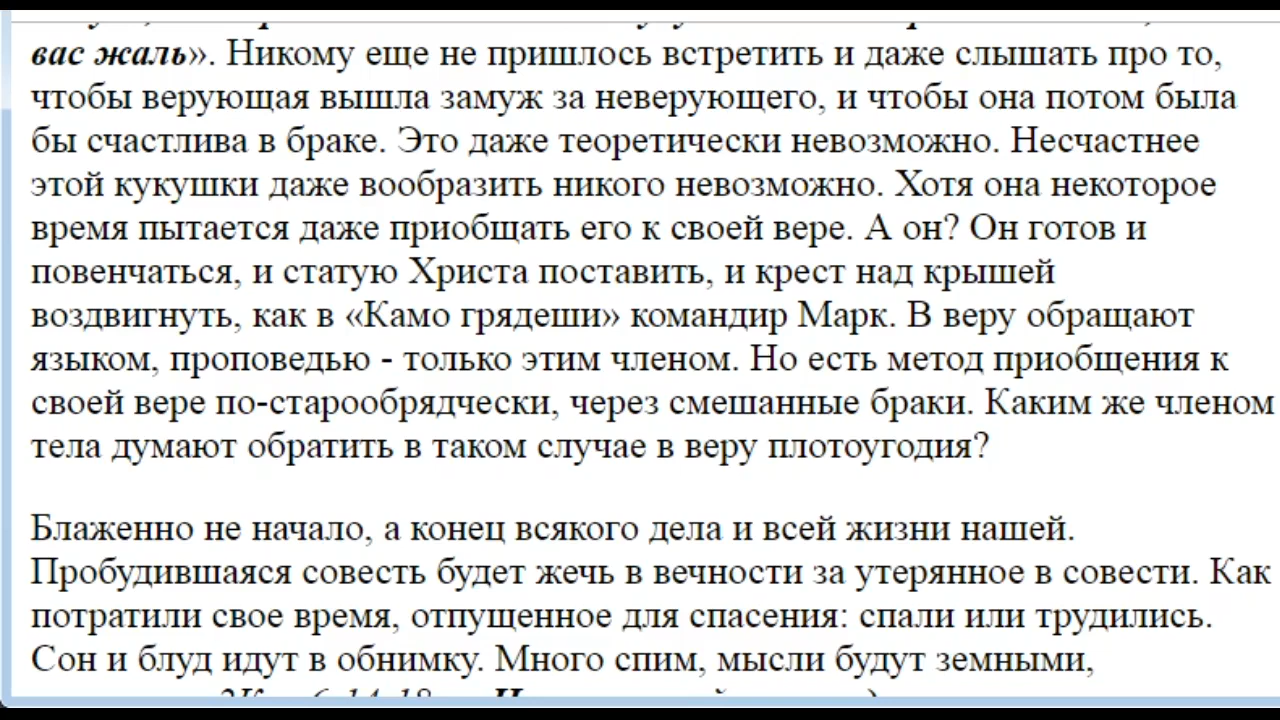 вас жаль». Никому еще не пришлось встретить и даже слышать про то,
чтобы верующая вышла замуж за неверующего, и чтобы она потом была
бы счастлива в браке. Это даже теоретически невозможно. Несчастнее
этой кукушки даже вообразить никого невозможно. Хотя она некоторое
время пытается даже приобщать его к своей вере. А он? Он готов и
повенчаться, и статую Христа поставить, и крест над крышей
воздвигнуть, как в «Камо грядеши» командир Марк. В веру обращают
языком, проповедью - только этим членом. Но есть метод приобщения к
своей вере по-старообрядчески, через смешанные браки. Каким же членом
тела думают обратить в таком случае в веру плотоугодия?
Блаженно не начало, а конец всякого дела и всей жизни нашей.
Пробудившаяся совесть будет жечь в вечности за утерянное в совести. Как
потратили свое время, отпущенное для спасения: спали или трудились.
Сон и блуд идут в обнимку. Много спим, мысли будут земными,